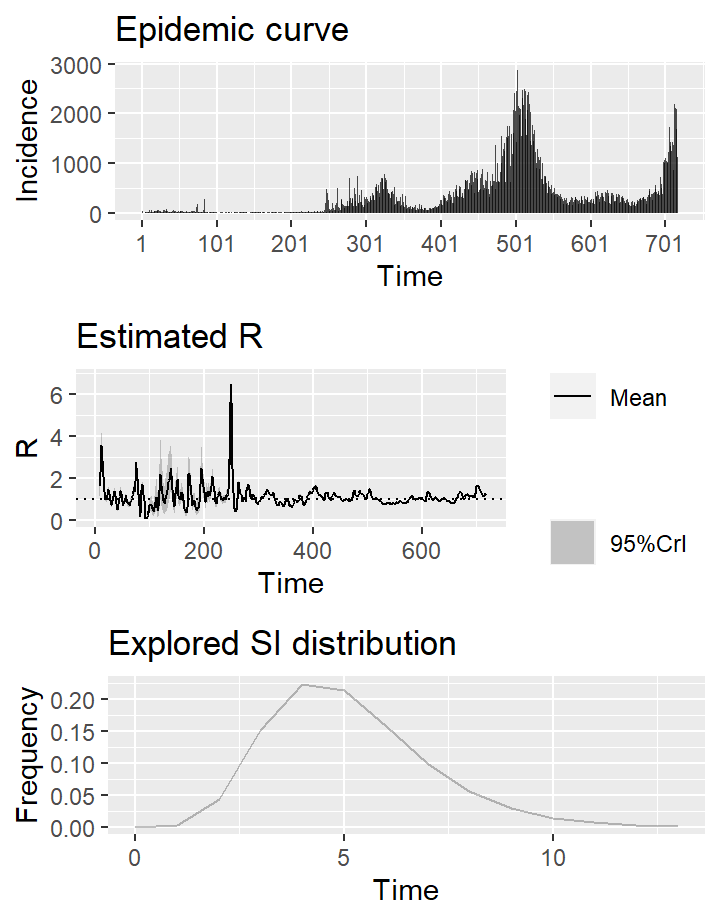 Epidemic curve
3000
2000
1000
0
Incidence
1 101 201 301 401 501 601 701
Time
Estimated R
6
4
2
0
R
0 200 400 600
Time
Mean
95%CrI
Explored SI distribution
0.20
0.15
0.10
0.05
0.00
Frequency
0 5 10
Time